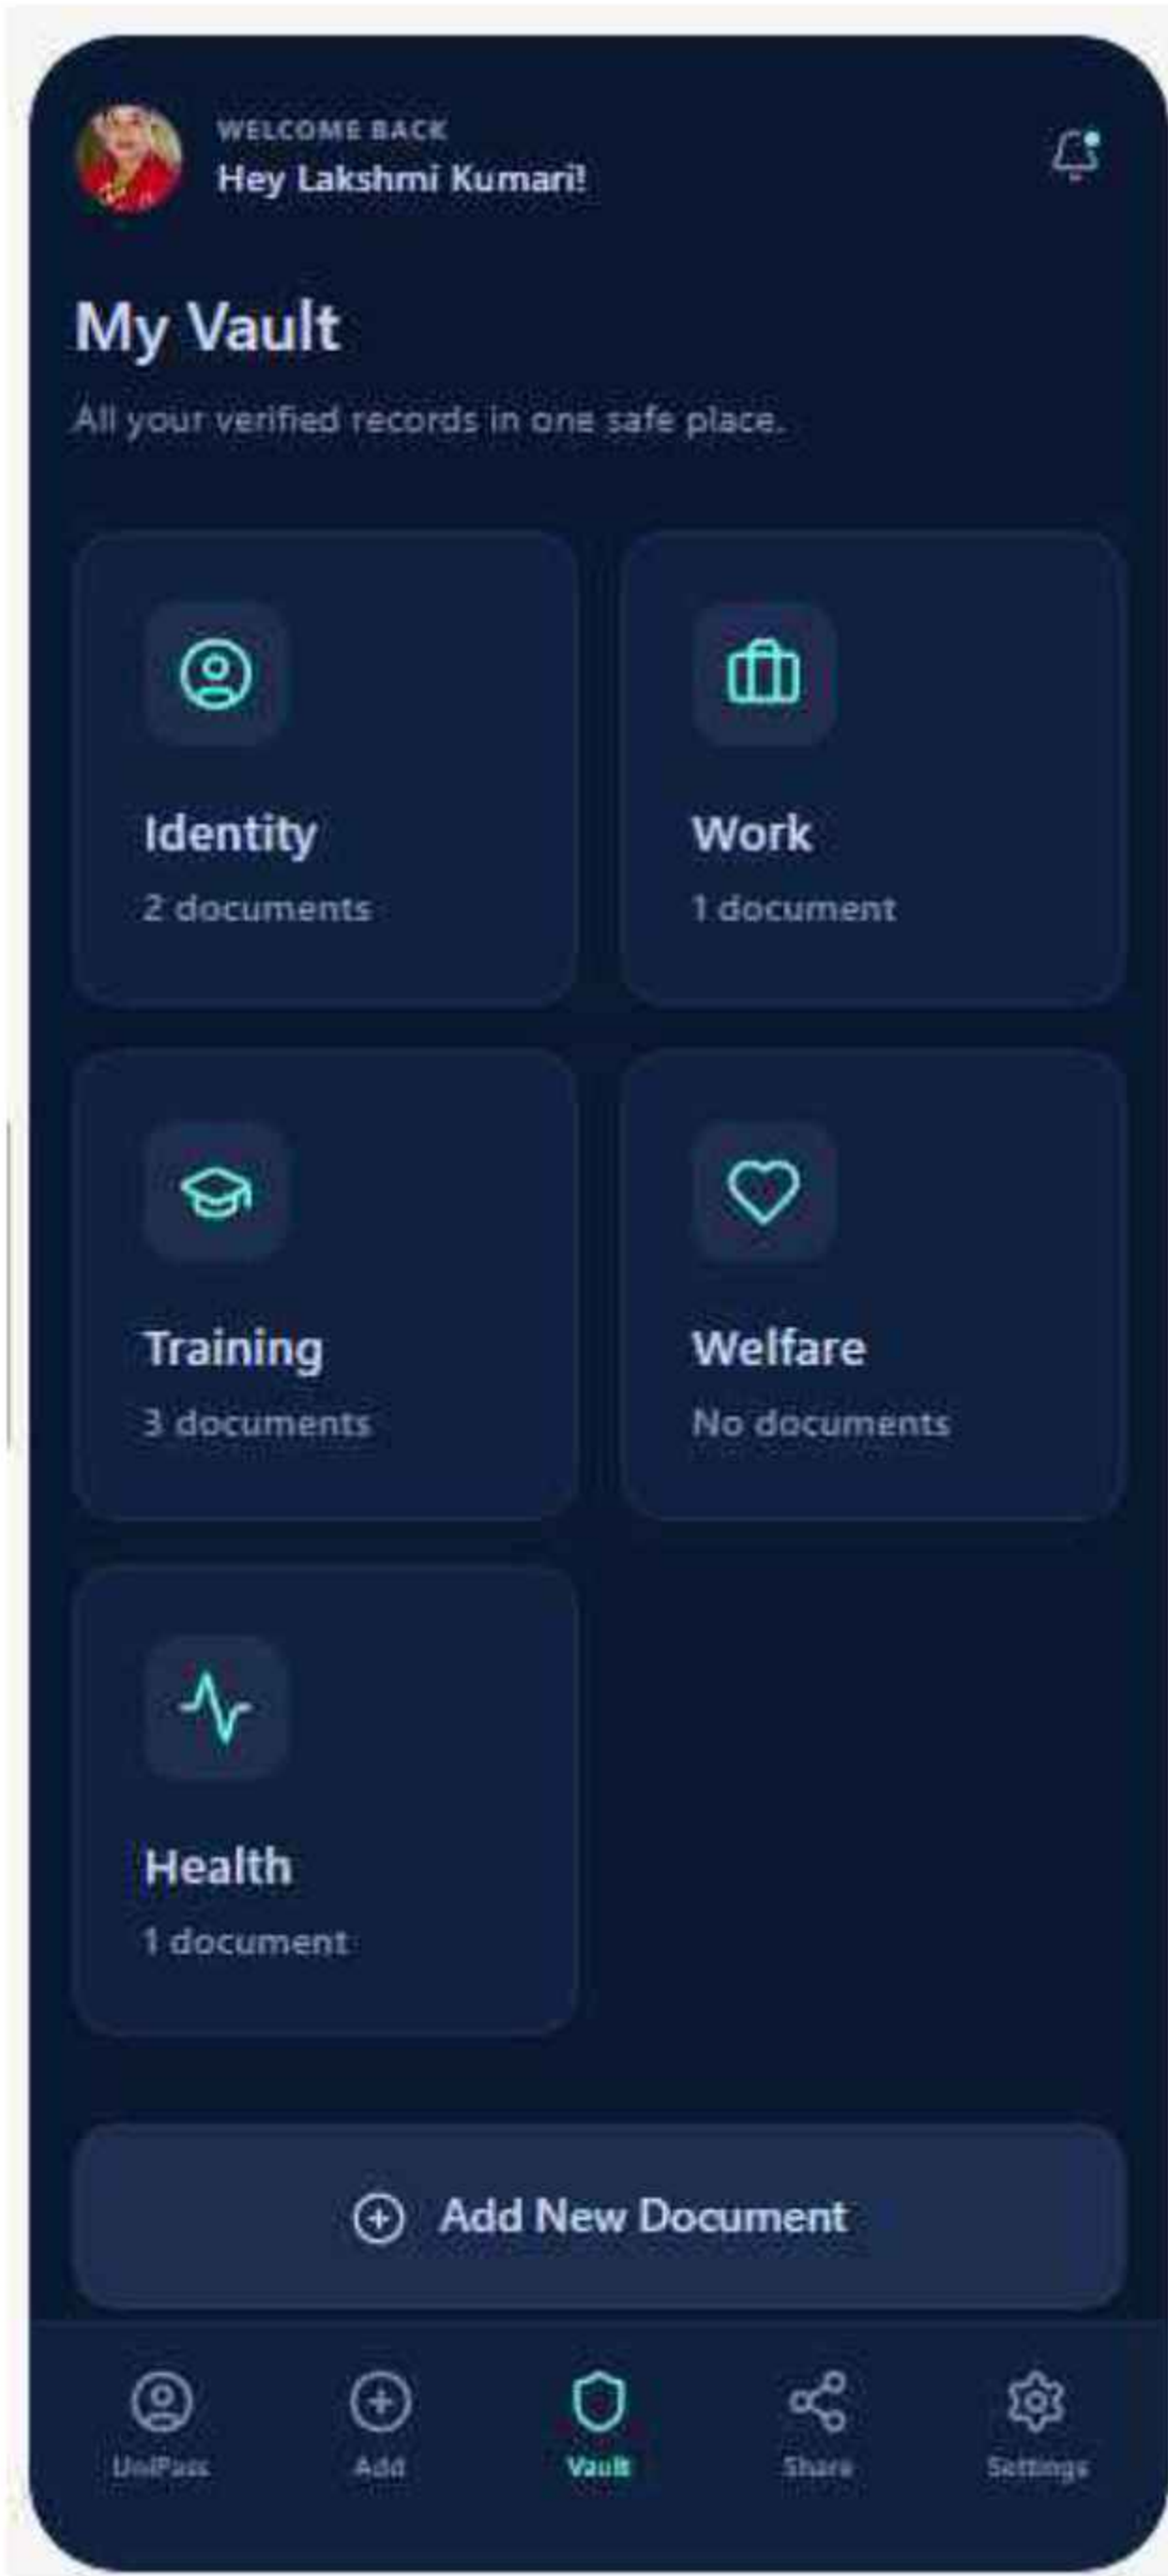 WELCOME BACK
Hey Lakshmi Kumari!
My Vault
All your verified records in one safe place.
Identity
2 documents
Work
1 document
Training
3 documents
Welfare
No documents
Health
1 document
Add New Document
UniPass
Add
Vault
Share
Settings